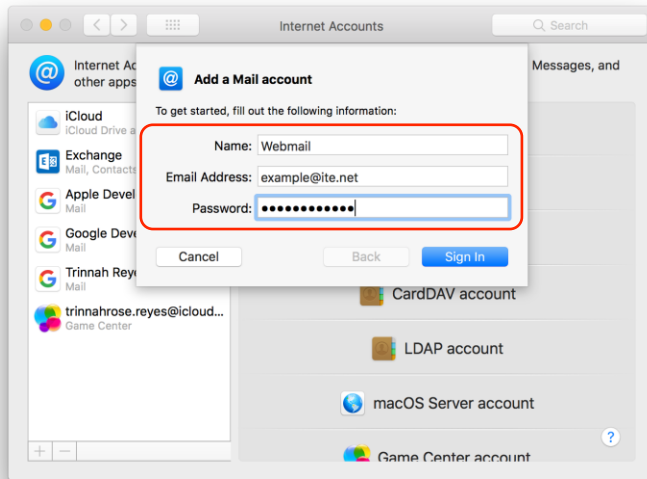 Internet Accounts
Search
Internet Ac
other apps
Messages, and
Add a Mail account
To get started, fill out the following information:
Name: Webmail
Email Address: example@ite.net
Password: ●●●●●●●●●●●●
Cancel
Back
Sign In
iCloud
iCloud Drive a
Exchange
Mail, Contacts
Apple Devel
Mail
Google Deve
Mail
Trinnah Reye
Mail
trinnahrose.reyes@icloud...
Game Center
CardDAV account
LDAP account
macOS Server account
Game Center account
+ −
?